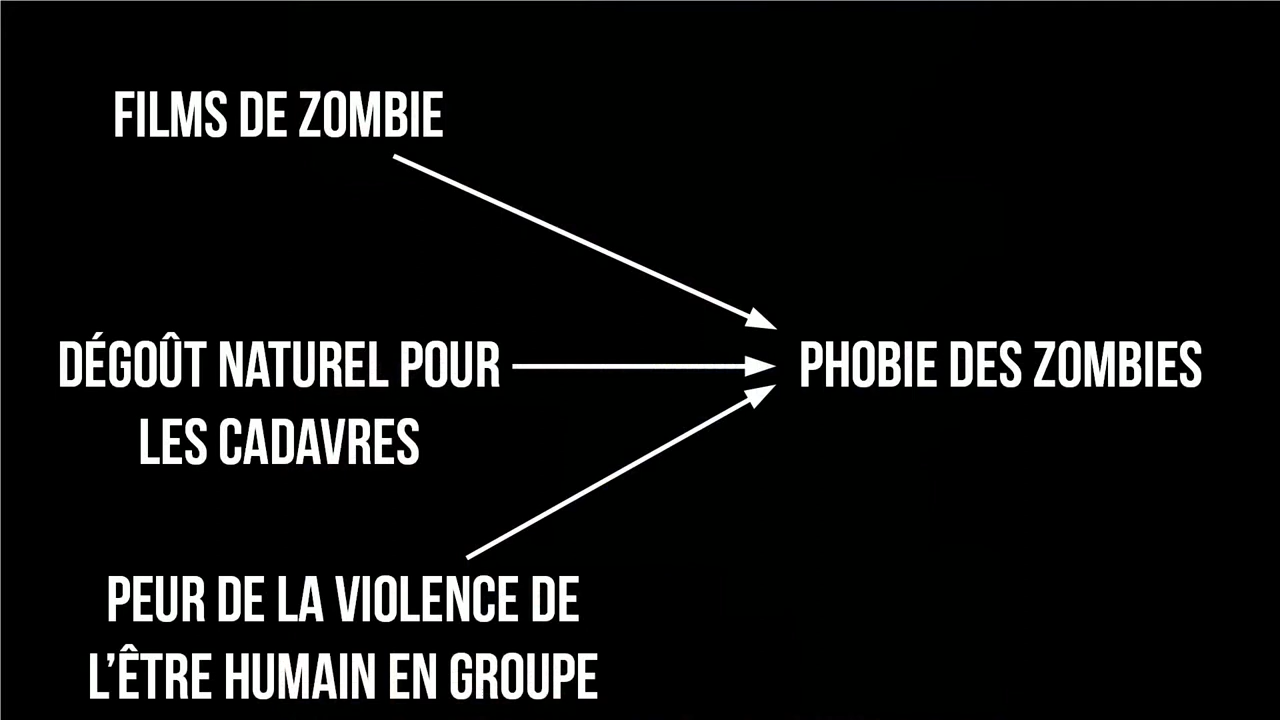 FILMS DE ZOMBIE
DÉGOÛT NATUREL POUR
LES CADAVRES
PHOBIE DES ZOMBIES
PEUR DE LA VIOLENCE DE
L’ÊTRE HUMAIN EN GROUPE